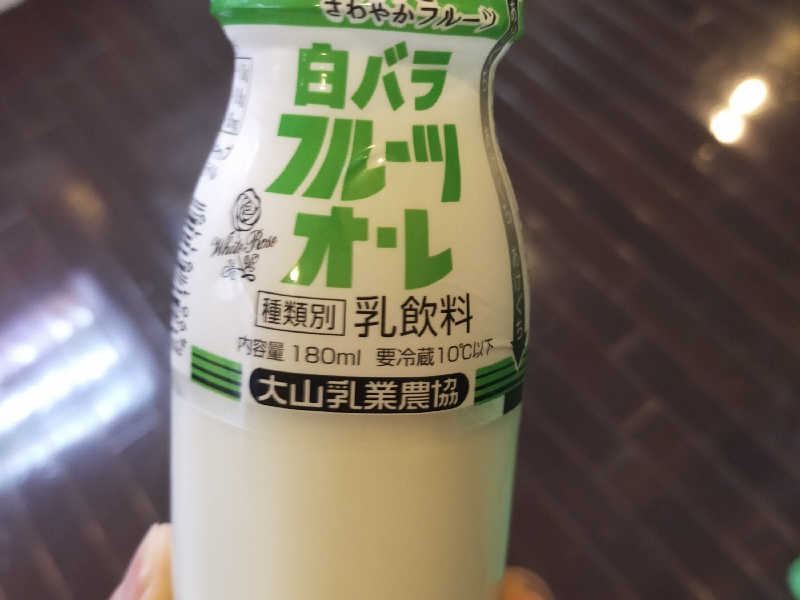 さわやかフルーツ
白バラ
フルーツ
オ・レ
White Rose
種類別 乳飲料
内容量 180ml 要冷蔵10℃以下
大山乳業農協